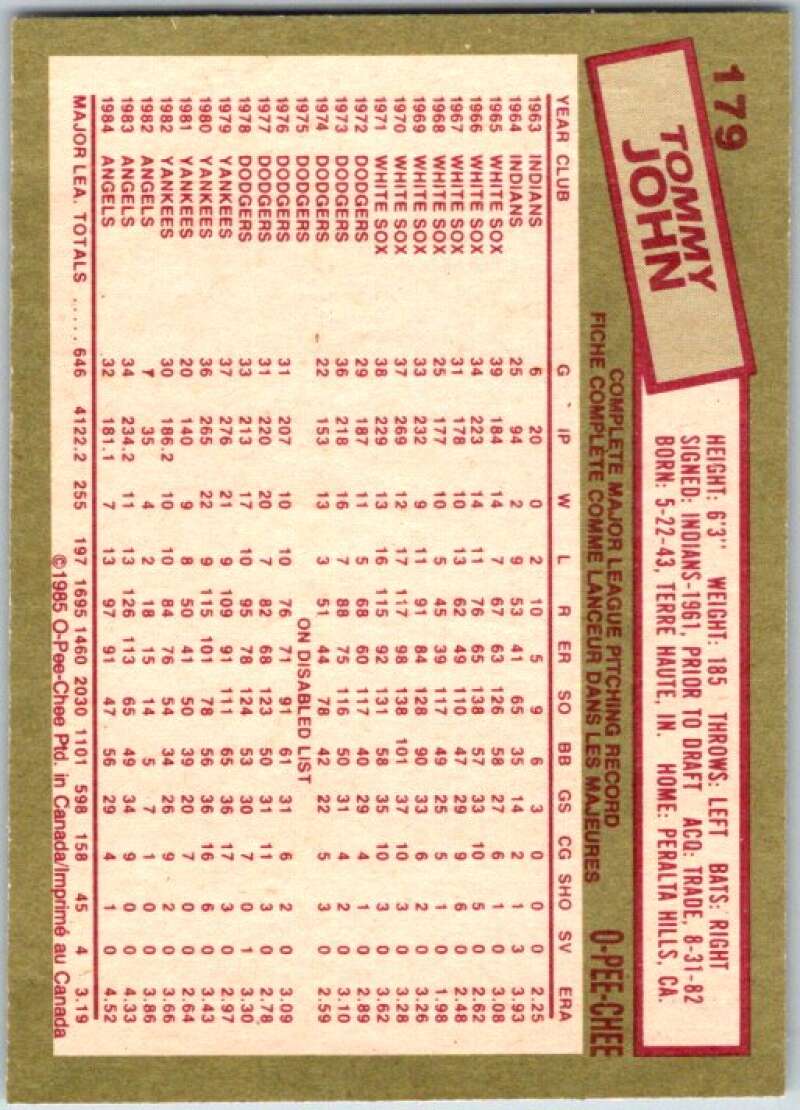 179
TOMMY
JOHN
HEIGHT: 6'3" WEIGHT: 185 THROWS: LEFT BATS: RIGHT
SIGNED: INDIANS-1961, PRIOR TO DRAFT ACQ: TRADE, 8-31-82
BORN: 5-22-43, TERRE HAUTE, IN. HOME: PERALTA HILLS, CA.
COMPLETE MAJOR LEAGUE PITCHING RECORD
FICHE COMPLÈTE COMME LANCEUR DANS LES MAJEURES
O-PEE-CHEE
YEAR CLUB G IP W L R ER SO BB GS CG SHO SV ERA
1963 INDIANS 6 20 0 2 10 5 9 6 3 0 0 0 2.25
1964 INDIANS 25 94 2 9 53 41 65 35 14 2 1 3 3.93
1965 WHITE SOX 39 184 14 7 67 63 126 58 27 6 1 0 3.08
1966 WHITE SOX 34 223 14 11 76 65 138 57 33 10 5 0 2.62
1967 WHITE SOX 31 178 10 13 62 49 110 47 29 9 6 0 2.48
1968 WHITE SOX 25 177 10 5 45 39 117 49 25 5 1 0 1.98
1969 WHITE SOX 33 232 9 11 91 84 128 90 33 6 2 0 3.26
1970 WHITE SOX 37 269 12 17 117 98 138 101 37 10 3 0 3.28
1971 WHITE SOX 38 229 13 16 115 92 131 58 35 10 3 0 3.62
1972 DODGERS 29 187 11 5 68 60 117 40 29 4 1 0 2.89
1973 DODGERS 36 218 16 7 88 75 116 50 31 4 2 0 3.10
1974 DODGERS 22 153 13 3 51 44 78 42 22 5 3 0 2.59
1975 DODGERS ON DISABLED LIST
1976 DODGERS 31 207 10 10 76 71 91 61 31 6 2 0 3.09
1977 DODGERS 31 220 20 7 82 68 123 50 31 11 3 0 2.78
1978 DODGERS 33 213 17 10 95 78 124 53 30 7 0 1 3.30
1979 YANKEES 37 276 21 9 109 91 111 65 36 17 3 0 2.97
1980 YANKEES 36 265 22 9 115 101 78 56 36 16 6 0 3.43
1981 YANKEES 20 140 9 8 50 41 50 39 20 7 0 0 2.64
1982 YANKEES 30 186.2 10 10 84 76 54 34 26 9 2 0 3.66
1982 ANGELS 7 35 4 2 18 15 14 5 7 1 0 0 3.86
1983 ANGELS 34 234.2 11 13 126 113 65 49 34 9 0 0 4.33
1984 ANGELS 32 181.1 7 13 97 91 47 56 29 4 1 0 4.52
MAJOR LEA. TOTALS ..... 646 4122.2 255 197 1695 1460 2030 1101 598 158 45 4 3.19
©1985 O-Pee-Chee Ptd. in Canada/Imprimé au Canada